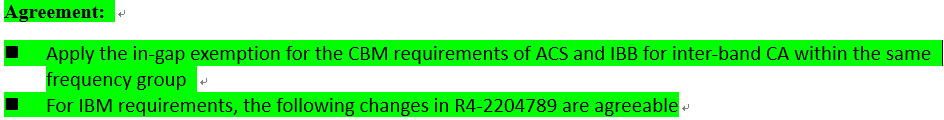 Agreement:
■ Apply the in-gap exemption for the CBM requirements of ACS and IBB for inter-band CA within the same
frequency group
■ For IBM requirements, the following changes in R4-2204789 are agreeable